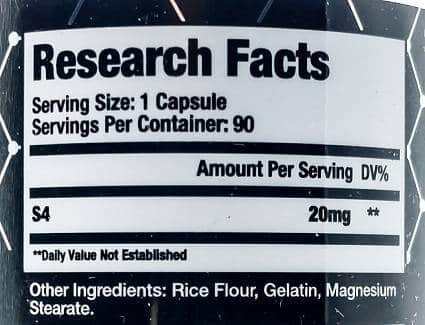 Research Facts
Serving Size: 1 Capsule
Servings Per Container: 90
Amount Per Serving DV%
S4 20mg **
**Daily Value Not Established
Other Ingredients: Rice Flour, Gelatin, Magnesium
Stearate.